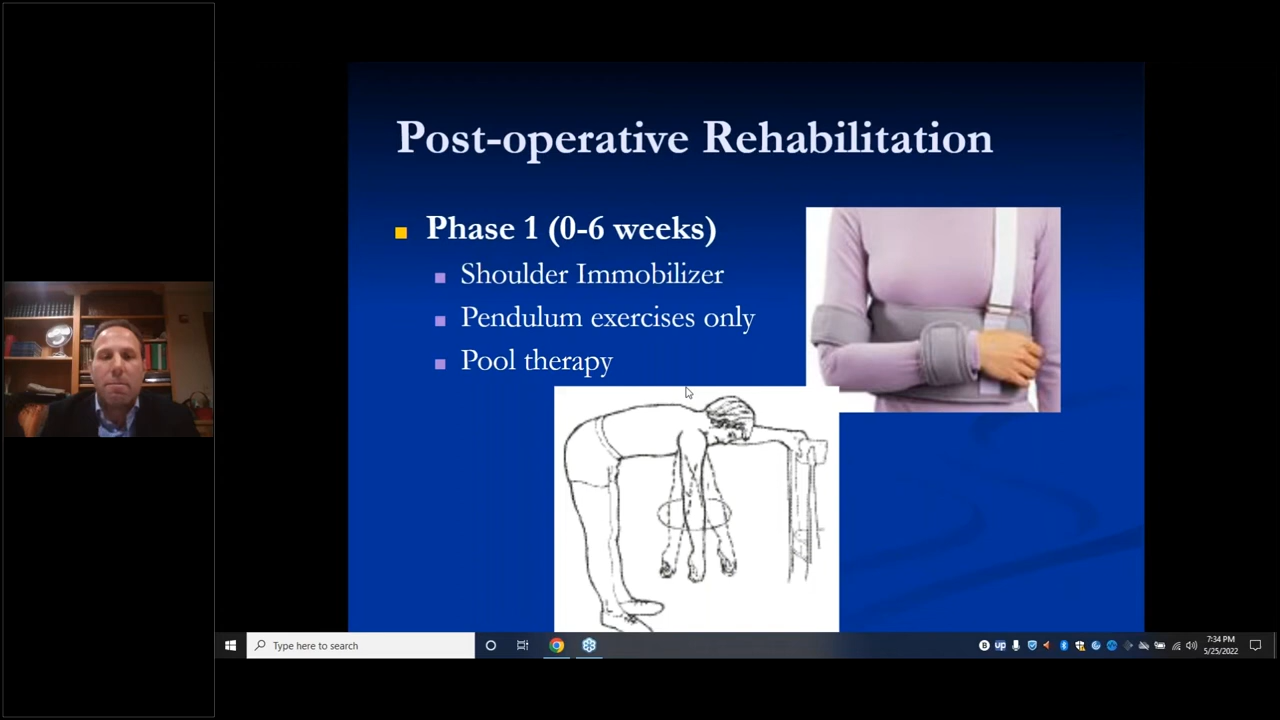 Post-operative Rehabilitation
Phase 1 (0-6 weeks)
Shoulder Immobilizer
Pendulum exercises only
Pool therapy
Type here to search
7:34 PM
5/25/2022